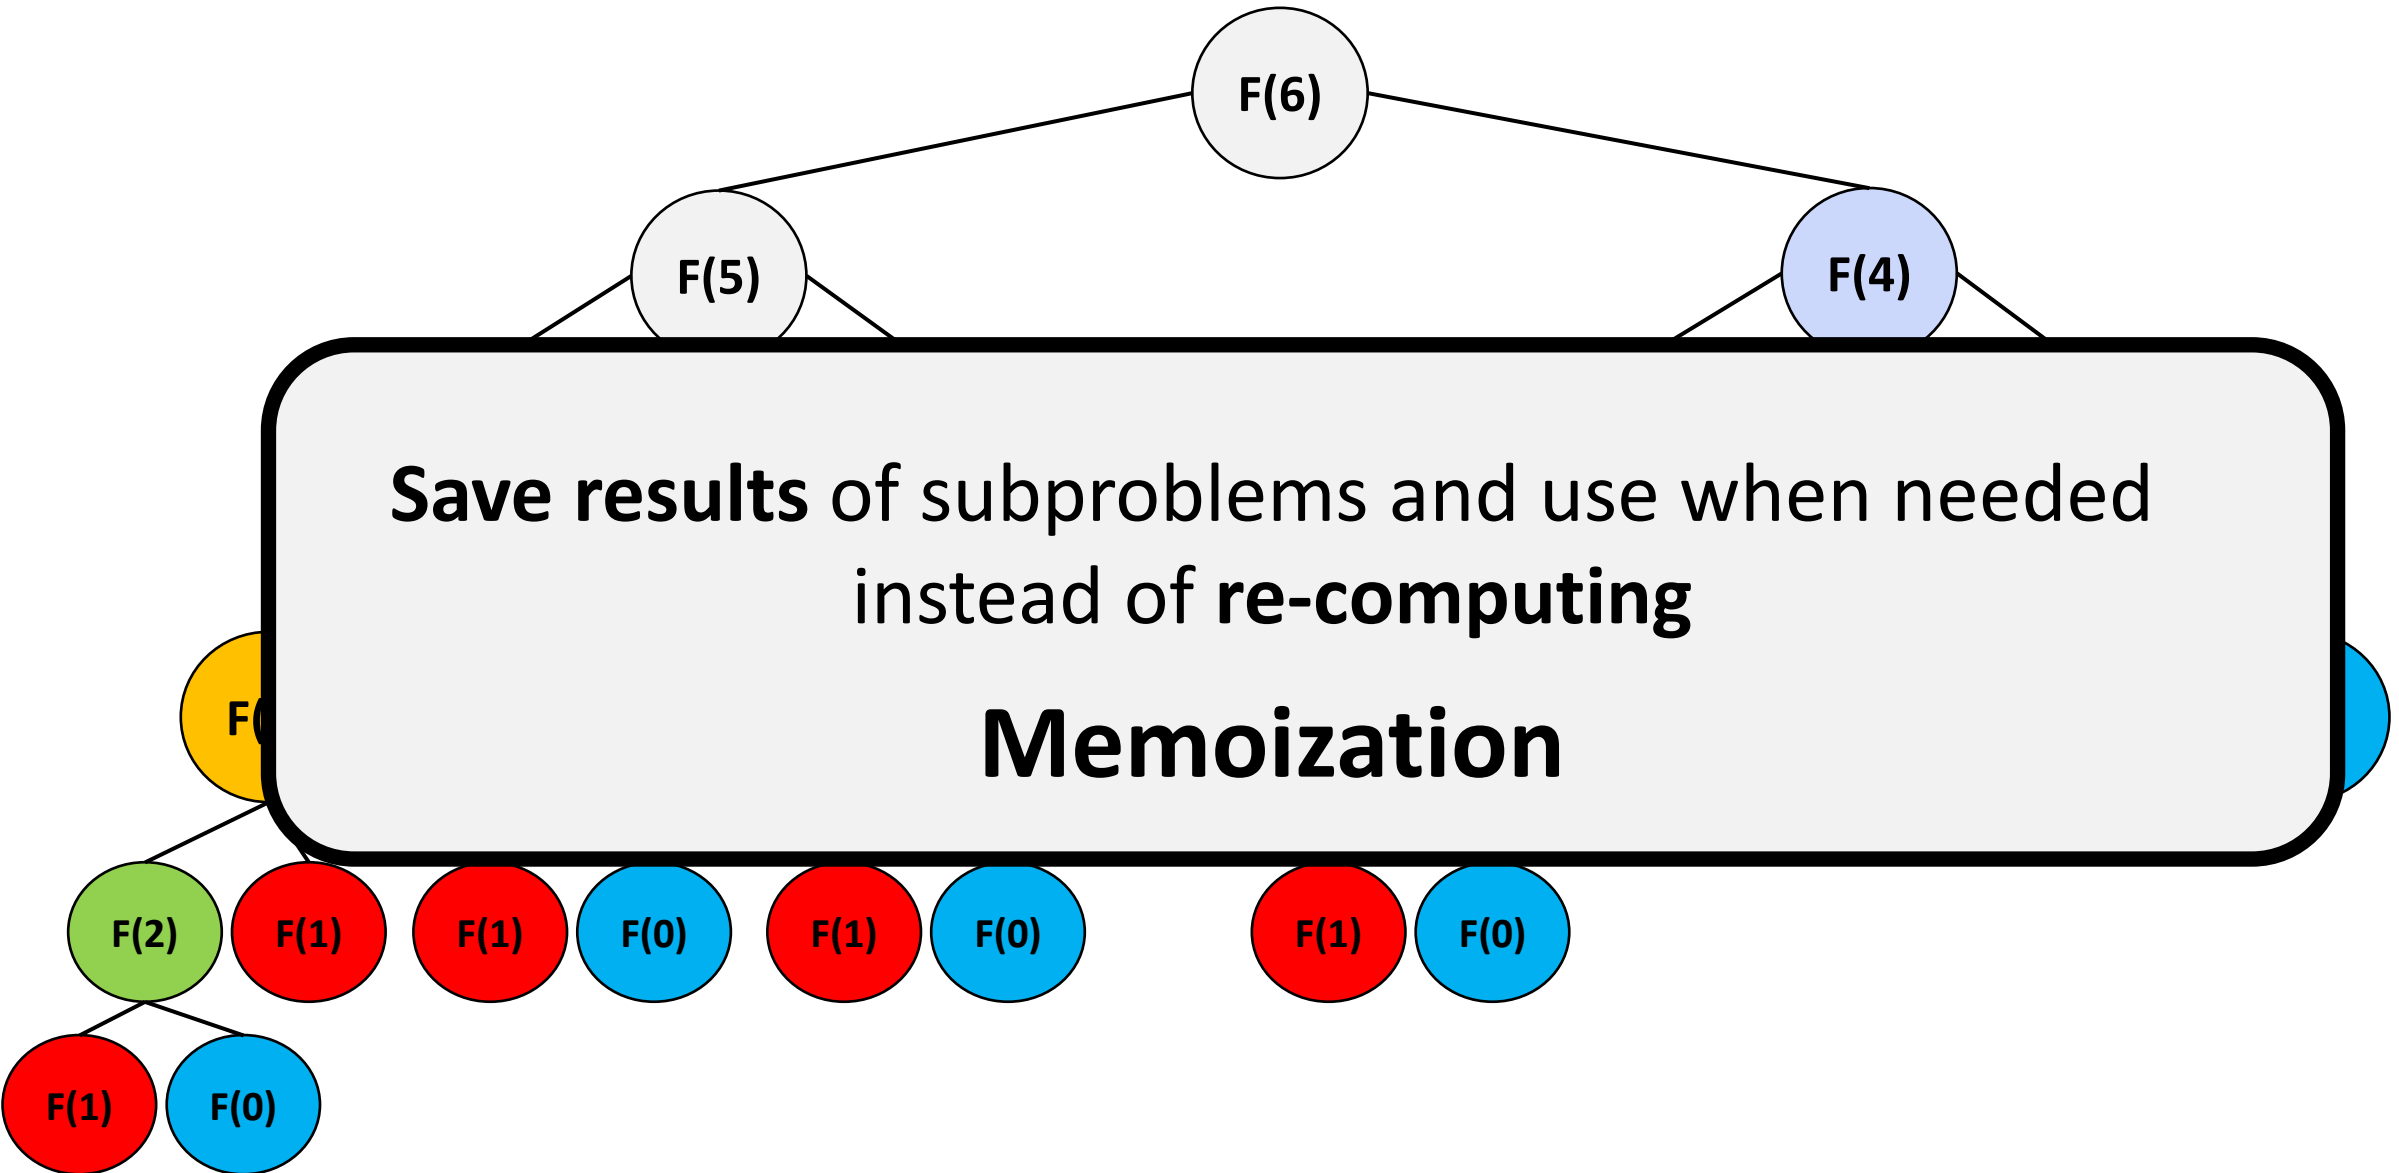 F(6)
F(5)
F(4)
Save results of subproblems and use when needed
instead of re-computing
Memoization
F(2)
F(1)
F(1)
F(0)
F(1)
F(0)
F(1)
F(0)
F(1)
F(0)